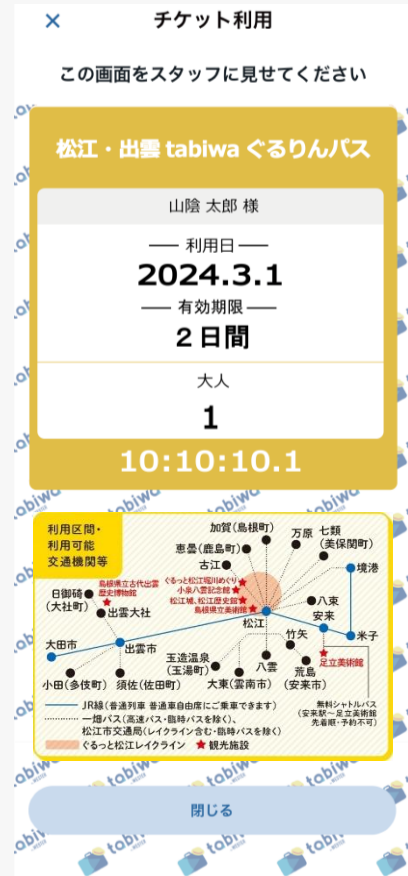 ×
チケット利用
この画面をスタッフに見せてください
松江・出雲 tabiwa ぐるりんパス
山陰 太郎 様
利用日
2024.3.1
有効期限
2日間
大人
1
10:10:10.1
利用区間・
利用可能
交通機関等
加賀(島根町)
万原
七類
(美保関町)
恵曇(鹿島町)
古江
境港
島根県立古代出雲
歴史博物館
ぐるっと松江堀川めぐり
小泉八雲記念館
松江城、松江歴史館
島根県立美術館
日御碕
(大社町)
出雲大社
八束
松江
安来
米子
大田市
出雲市
竹矢
玉造温泉
(玉湯町)
八雲
荒島
(安来市)
足立美術館
小田(多伎町)
須佐(佐田町)
大東(雲南市)
無料シャトルバス
(安来駅~足立美術館
先着順・予約不可)
JR線(普通列車 普通車自由席にご乗車できます)
一畑バス(高速バス・臨時バスを除く)、
松江市交通局(レイクライン含む・臨時バスを除く)
ぐるっと松江レイクライン
★ 観光施設
閉じる
tabiwa